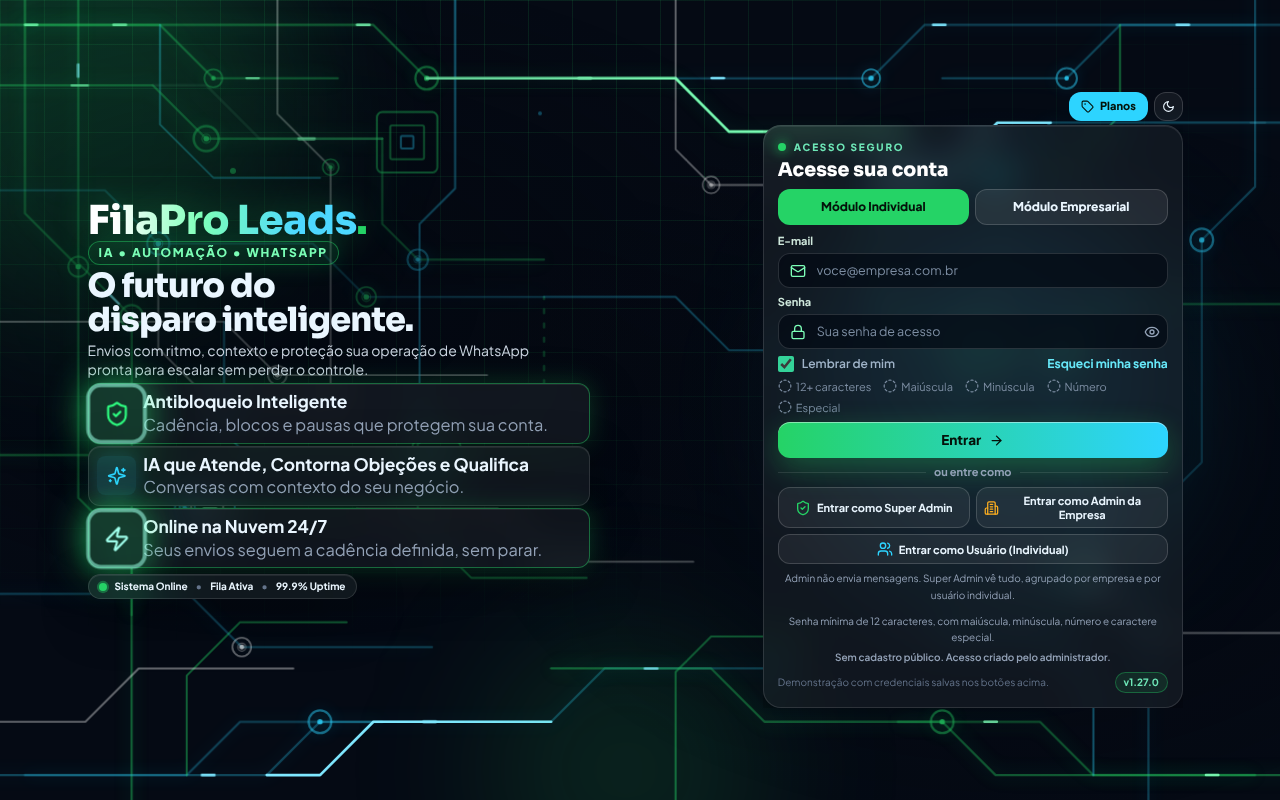 Planos
FilaPro Leads.
IA ● AUTOMAÇÃO ● WHATSAPP
O futuro do
disparo inteligente.
Envios com ritmo, contexto e proteção sua operação de WhatsApp
pronta para escalar sem perder o controle.
Antibloqueio Inteligente
Cadência, blocos e pausas que protegem sua conta.
IA que Atende, Contorna Objeções e Qualifica
Conversas com contexto do seu negócio.
Online na Nuvem 24/7
Seus envios seguem a cadência definida, sem parar.
Sistema Online • Fila Ativa • 99.9% Uptime
ACESSO SEGURO
Acesse sua conta
Módulo Individual
Módulo Empresarial
E-mail
voce@empresa.com.br
Senha
Sua senha de acesso
Lembrar de mim
Esqueci minha senha
12+ caracteres
Maiúscula
Minúscula
Número
Especial
Entrar →
ou entre como
Entrar como Super Admin
Entrar como Admin da
Empresa
Entrar como Usuário (Individual)
Admin não envia mensagens. Super Admin vê tudo, agrupado por empresa e por
usuário individual.
Senha mínima de 12 caracteres, com maiúscula, minúscula, número e caractere
especial.
Sem cadastro público. Acesso criado pelo administrador.
Demonstração com credenciais salvas nos botões acima.
v1.27.0